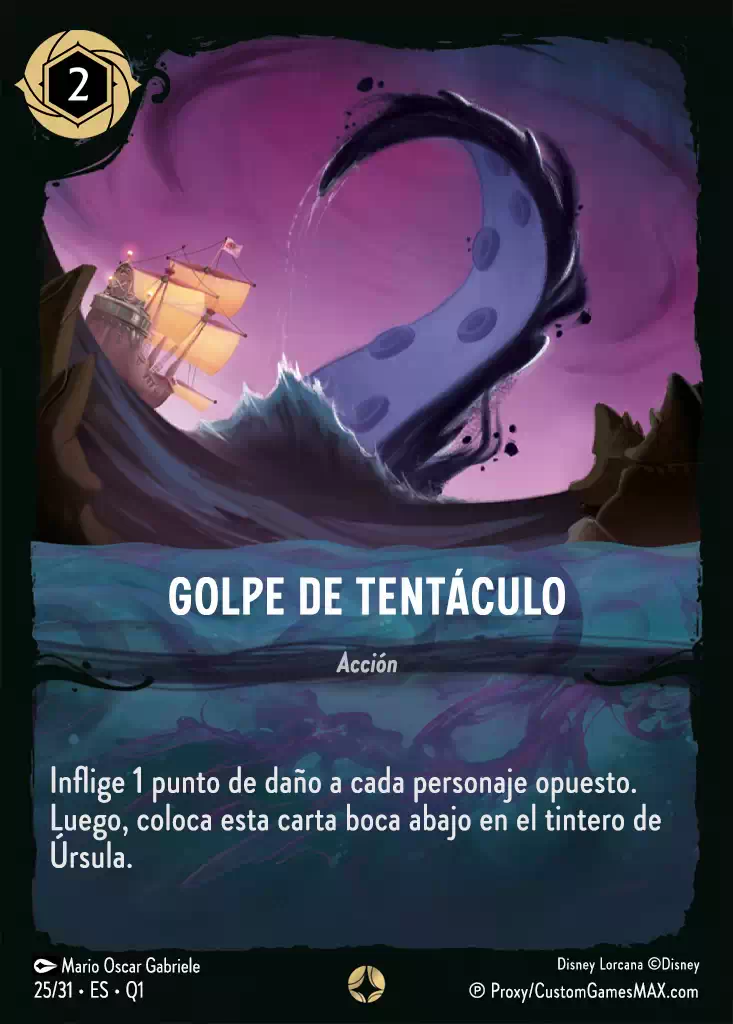 2
GOLPE DE TENTÁCULO
Acción
Inflige 1 punto de daño a cada personaje opuesto.
Luego, coloca esta carta boca abajo en el tintero de
Úrsula.
Mario Oscar Gabriele
Disney Lorcana ©Disney
25/31 • ES • Q1
Ⓟ Proxy/CustomGamesMAX.com